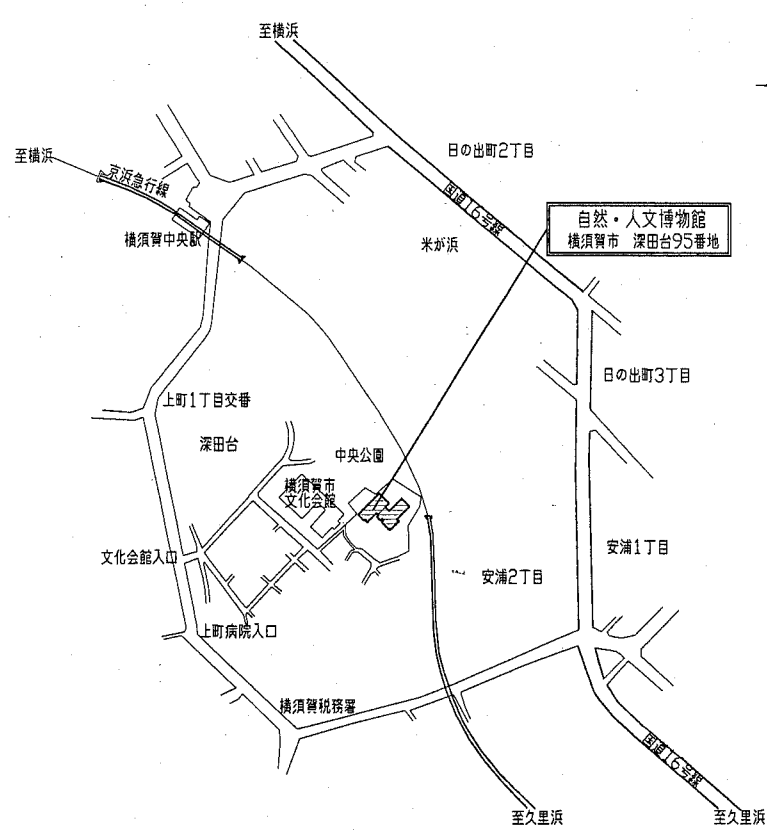 至横浜
日の出町2丁目
至横浜
京浜急行線
国道16号線
自然・人文博物館
横須賀市 深田台95番地
横須賀中央駅
米が浜
日の出町3丁目
上町1丁目交番
深田台
中央公園
横須賀市
文化会館
文化会館入口
安浦1丁目
安浦2丁目
上町病院入口
横須賀税務署
国道16号線
至久里浜
至久里浜